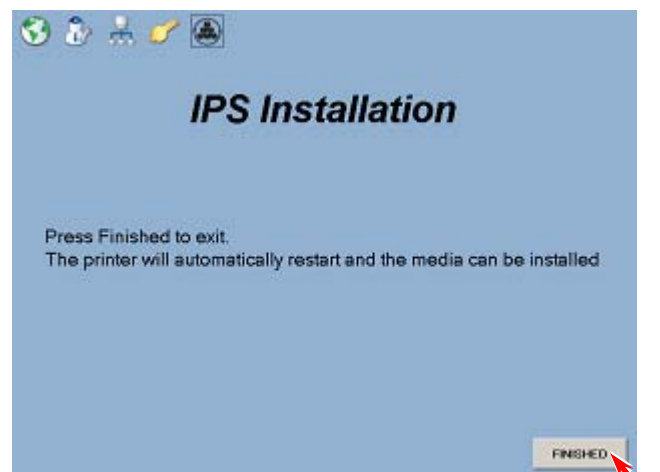 IPS Installation
Press Finished to exit.
The printer will automatically restart and the media can be installed
FINISHED